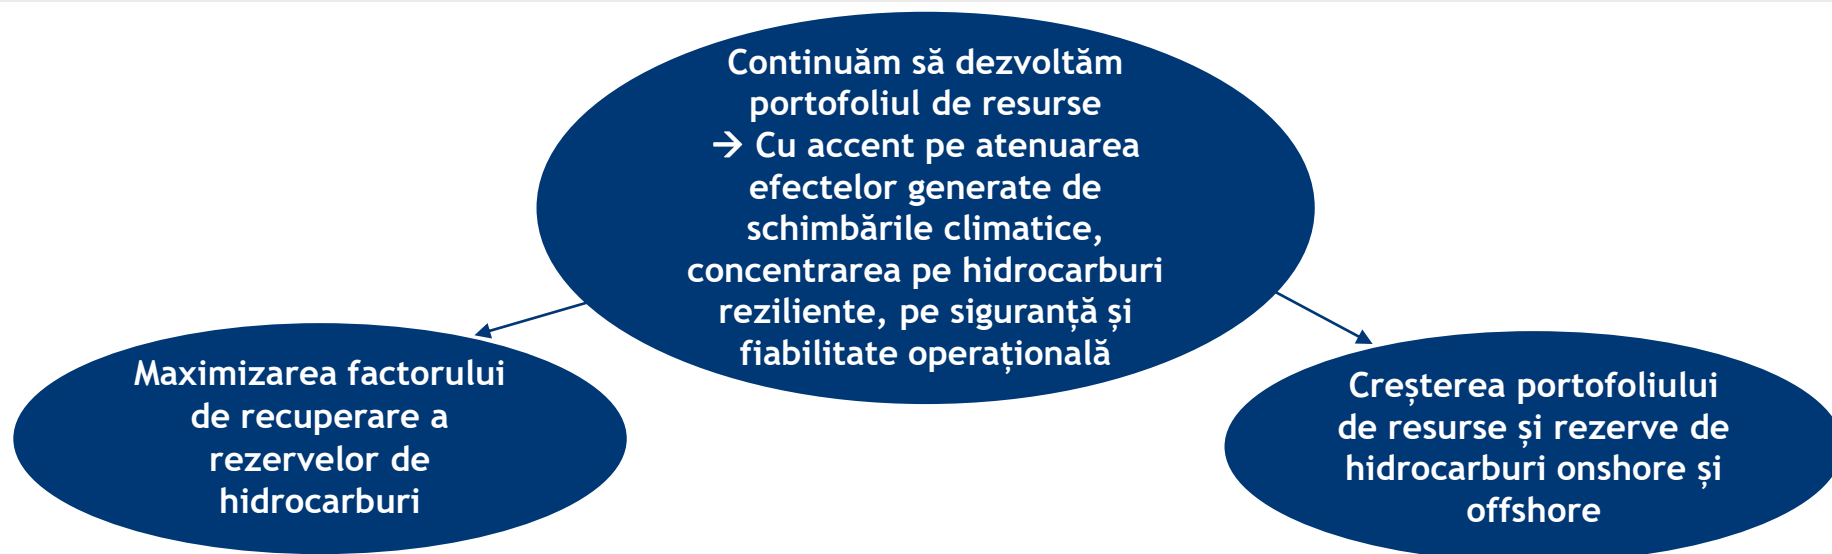 Continuăm să dezvoltăm
portofoliul de resurse
→ Cu accent pe atenuarea
efectelor generate de
schimbările climatice,
concentrarea pe hidrocarburi
reziliente, pe siguranță și
fiabilitate operațională
Maximizarea factorului
de recuperare a
rezervelor de
hidrocarburi
Creșterea portofoliului
de resurse și rezerve de
hidrocarburi onshore și
offshore